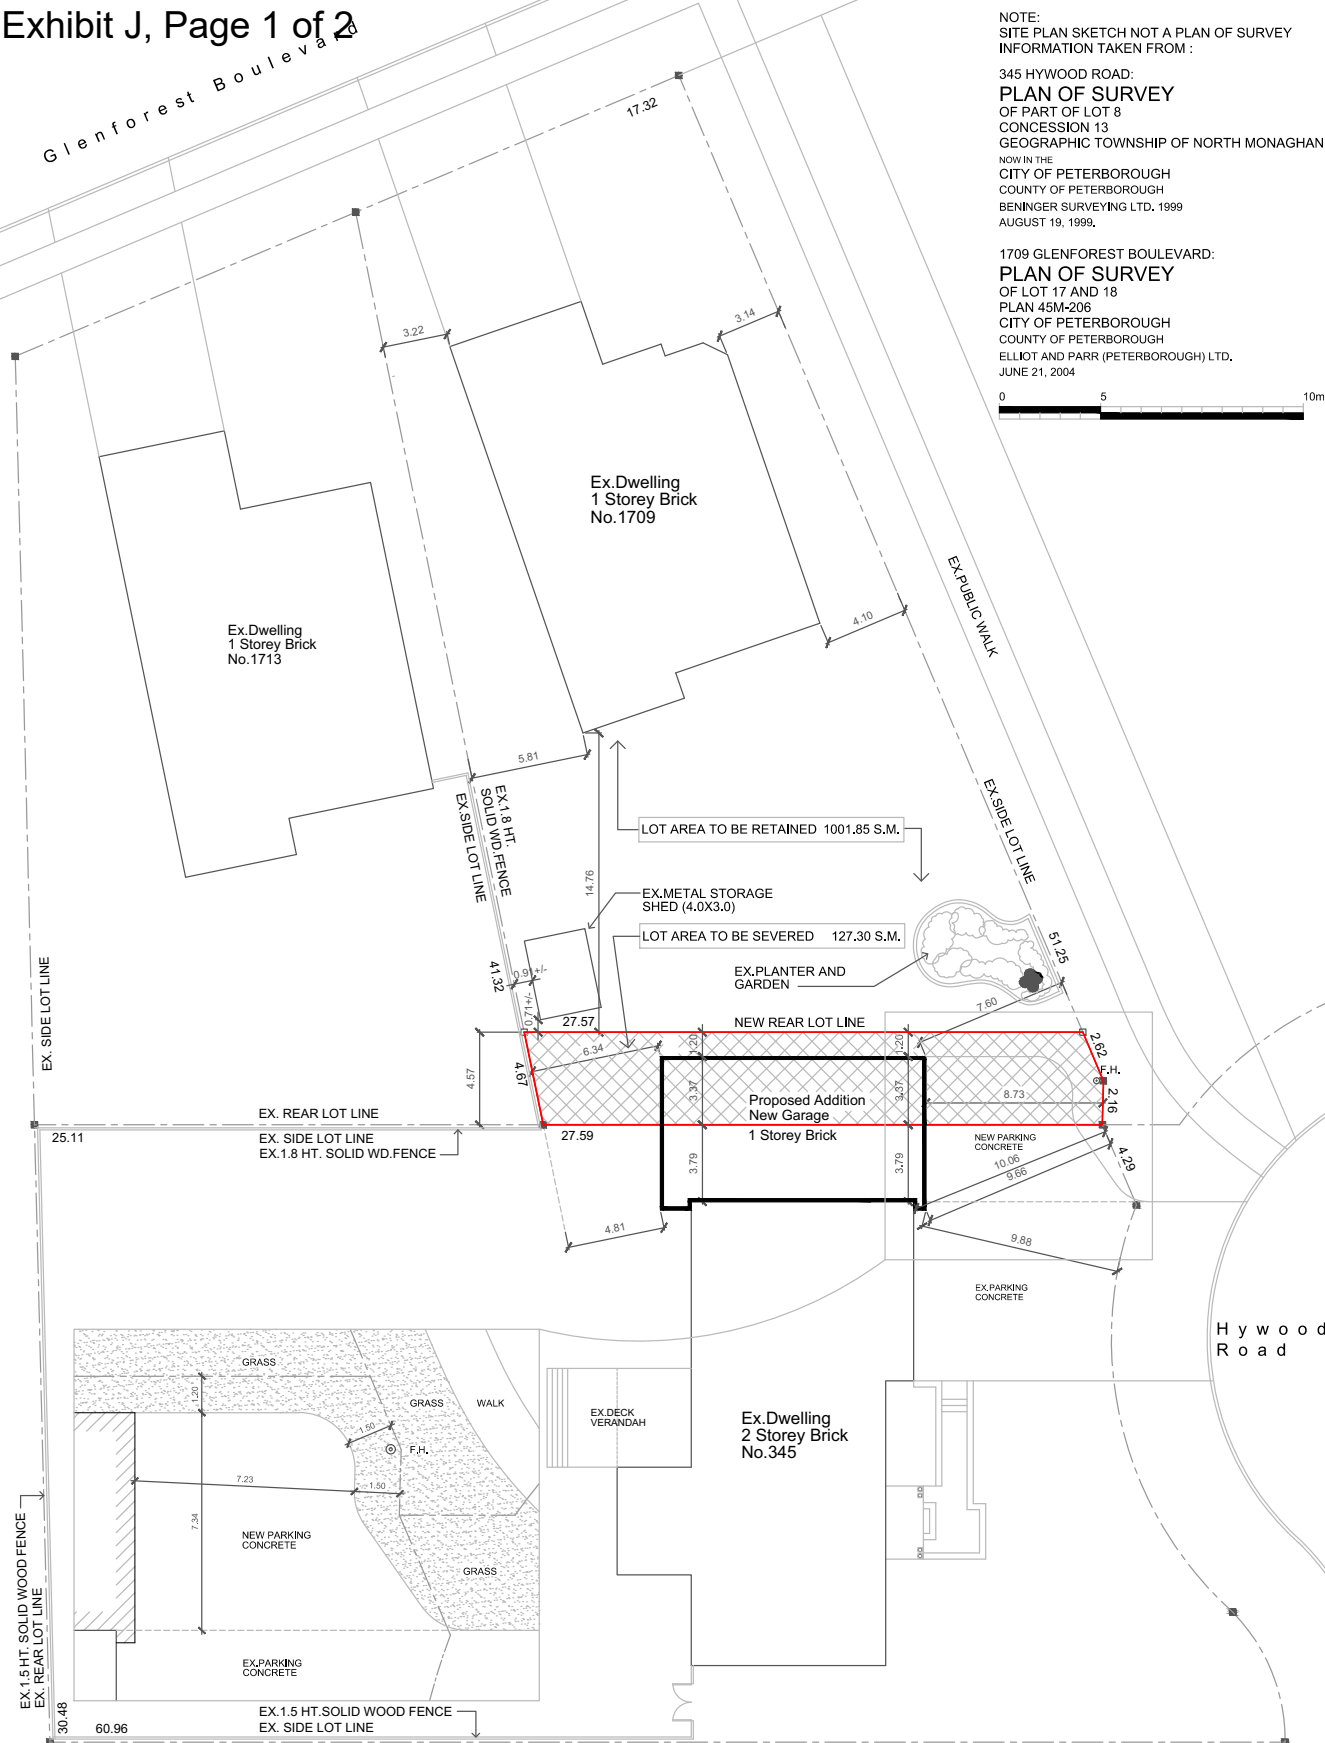 Exhibit J, Page 1 of 2
Glenforest Boulevard
NOTE:
SITE PLAN SKETCH NOT A PLAN OF SURVEY
INFORMATION TAKEN FROM :
345 HYWOOD ROAD:
PLAN OF SURVEY
OF PART OF LOT 8
CONCESSION 13
GEOGRAPHIC TOWNSHIP OF NORTH MONAGHAN
NOW IN THE
CITY OF PETERBOROUGH
COUNTY OF PETERBOROUGH
BENINGER SURVEYING LTD. 1999
AUGUST 19, 1999.
1709 GLENFOREST BOULEVARD:
PLAN OF SURVEY
OF LOT 17 AND 18
PLAN 45M-206
CITY OF PETERBOROUGH
COUNTY OF PETERBOROUGH
ELLIOT AND PARR (PETERBOROUGH) LTD.
JUNE 21, 2004
0 5 10m
17.32
3.22
3.14
Ex.Dwelling
1 Storey Brick
No.1709
Ex.Dwelling
1 Storey Brick
No.1713
4.10
EX.PUBLIC WALK
5.81
EX.SIDE LOT LINE
EX.1.8 HT.
SOLID WD.FENCE
EX.SIDE LOT LINE
LOT AREA TO BE RETAINED 1001.85 S.M.
14.76
EX.METAL STORAGE
SHED (4.0X3.0)
LOT AREA TO BE SEVERED 127.30 S.M.
EX.PLANTER AND
GARDEN
51.25
41.32
0.91+/-
0.71+/-
7.60
EX. SIDE LOT LINE
27.57
NEW REAR LOT LINE
2.62
F.H.
2.16
1.20
1.20
6.34
4.57
4.67
3.37
3.37
8.73
Proposed Addition
New Garage
1 Storey Brick
EX. REAR LOT LINE
25.11
EX. SIDE LOT LINE
EX.1.8 HT. SOLID WD.FENCE
27.59
NEW PARKING
CONCRETE
10.06
9.66
4.29
3.79
3.79
4.81
9.88
EX.PARKING
CONCRETE
Hywood
Road
GRASS
1.20
GRASS
WALK
1.50
F.H.
7.23
1.50
7.34
NEW PARKING
CONCRETE
GRASS
EX.PARKING
CONCRETE
EX.DECK
VERANDAH
Ex.Dwelling
2 Storey Brick
No.345
EX.1.5 HT. SOLID WOOD FENCE
EX. REAR LOT LINE
30.48
60.96
EX.1.5 HT.SOLID WOOD FENCE
EX. SIDE LOT LINE